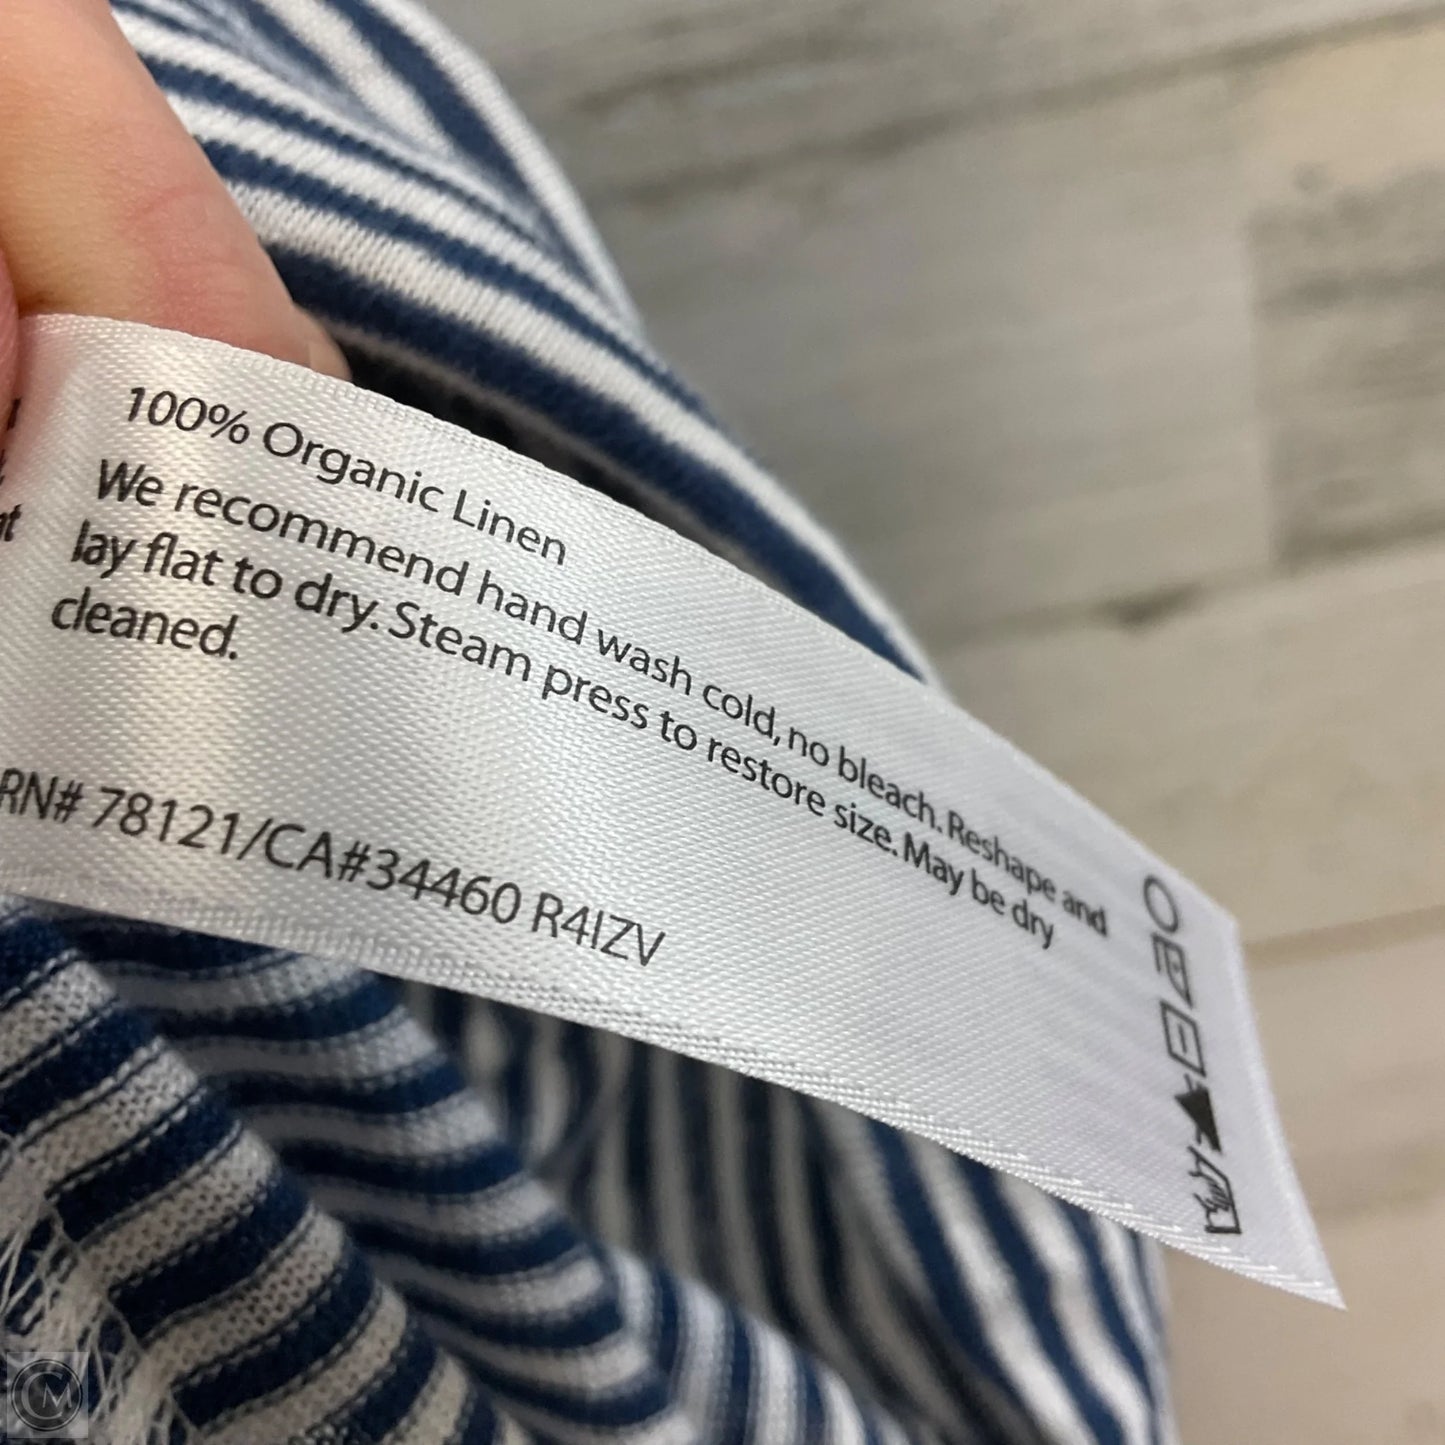 100% Organic Linen
We recommend hand wash cold, no bleach. Reshape and
lay flat to dry. Steam press to restore size. May be dry
cleaned.
RN# 78121/CA#34460 R4IZV
CM